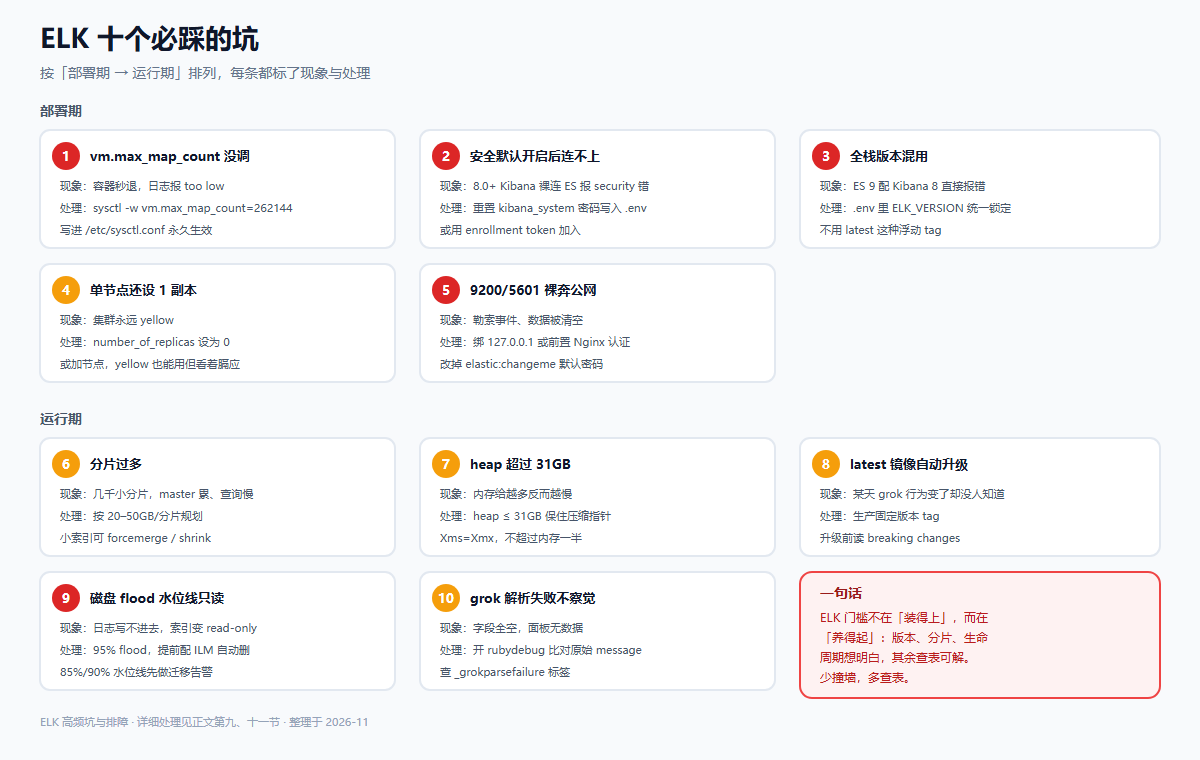 ELK 十个必踩的坑
按「部署期 → 运行期」排列，每条都标了现象与处理
部署期
1 vm.max_map_count 没调
现象：容器秒退，日志报 too low
处理：sysctl -w vm.max_map_count=262144
写进 /etc/sysctl.conf 永久生效
2 安全默认开启后连不上
现象：8.0+ Kibana 裸连 ES 报 security 错
处理：重置 kibana_system 密码写入 .env
或用 enrollment token 加入
3 全栈版本混用
现象：ES 9 配 Kibana 8 直接报错
处理：.env 里 ELK_VERSION 统一锁定
不用 latest 这种浮动 tag
4 单节点还设 1 副本
现象：集群永远 yellow
处理：number_of_replicas 设为 0
或加节点，yellow 也能用但看着膈应
5 9200/5601 裸奔公网
现象：勒索事件、数据被清空
处理：绑 127.0.0.1 或前置 Nginx 认证
改掉 elastic:changeme 默认密码
运行期
6 分片过多
现象：几千小分片，master 累、查询慢
处理：按 20–50GB/分片规划
小索引可 forcemerge / shrink
7 heap 超过 31GB
现象：内存给越多反而越慢
处理：heap ≤ 31GB 保住压缩指针
Xms=Xmx，不超过内存一半
8 latest 镜像自动升级
现象：某天 grok 行为变了却没人知道
处理：生产固定版本 tag
升级前读 breaking changes
9 磁盘 flood 水位线只读
现象：日志写不进去，索引变 read-only
处理：95% flood，提前配 ILM 自动删
85%/90% 水位线先做迁移告警
10 grok 解析失败不察觉
现象：字段全空，面板无数据
处理：开 rubydebug 比对原始 message
查 _grokparsefailure 标签
一句话
ELK 门槛不在「装得上」，而在
「养得起」：版本、分片、生命
周期想明白，其余查表可解。
少撞墙，多查表。
ELK 高频坑与排障 · 详细处理见正文第九、十一节 · 整理于 2026-11